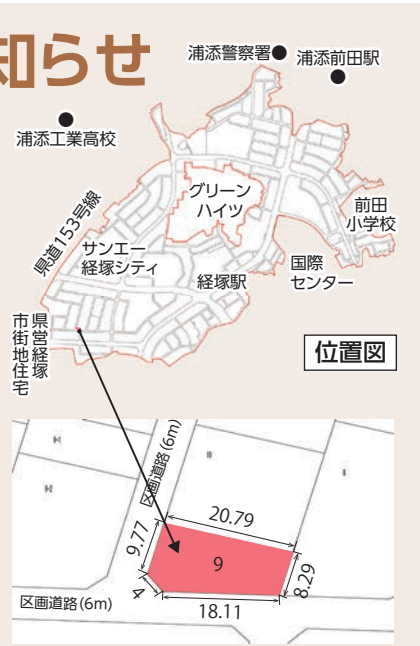 知らせ
浦添警察署
浦添前田駅
浦添工業高校
グリーン
ハイツ
前田
小学校
県道153号線
サンエー
経塚シティ
国際
センター
経塚駅
県営経塚
市街地住宅
位置図
区画道路(6m)
20.79
9.77
9
8.29
4
18.11
区画道路(6m)